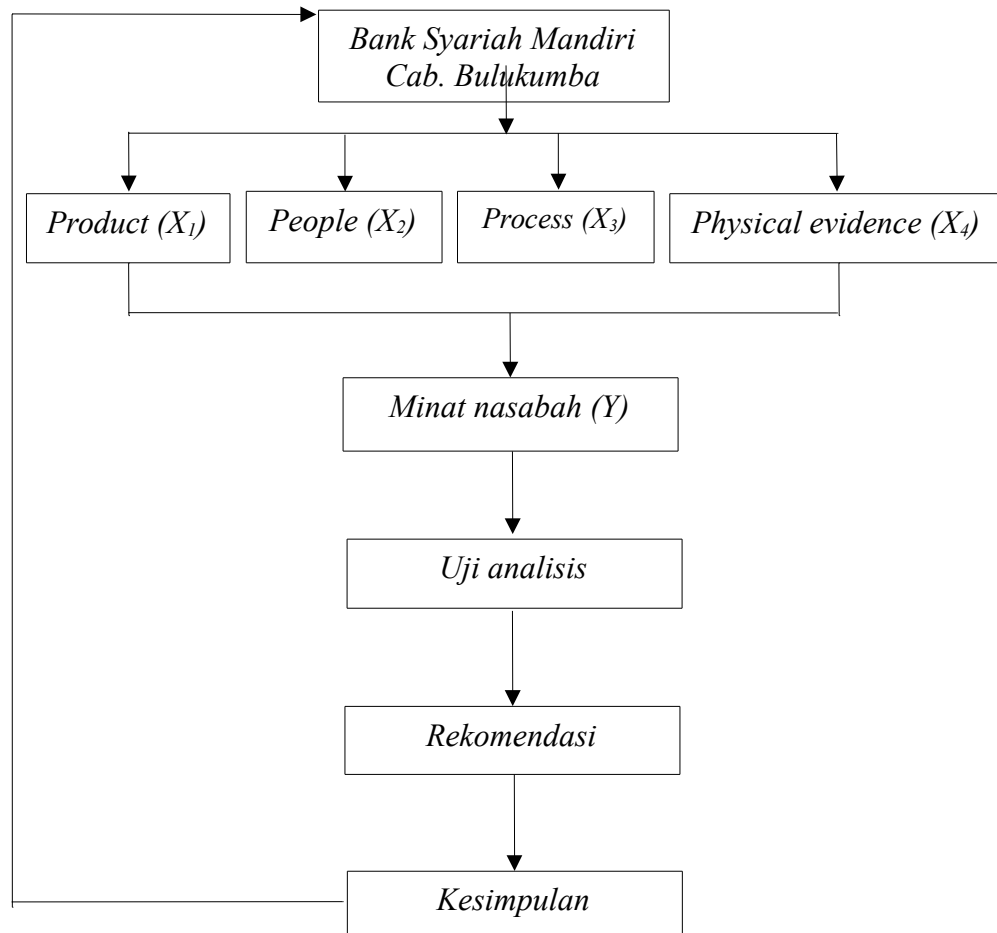 Bank Syariah Mandiri
Cab. Bulukumba
Product (X₁)
People (X₂)
Process (X₃)
Physical evidence (X₄)
Minat nasabah (Y)
Uji analisis
Rekomendasi
Kesimpulan